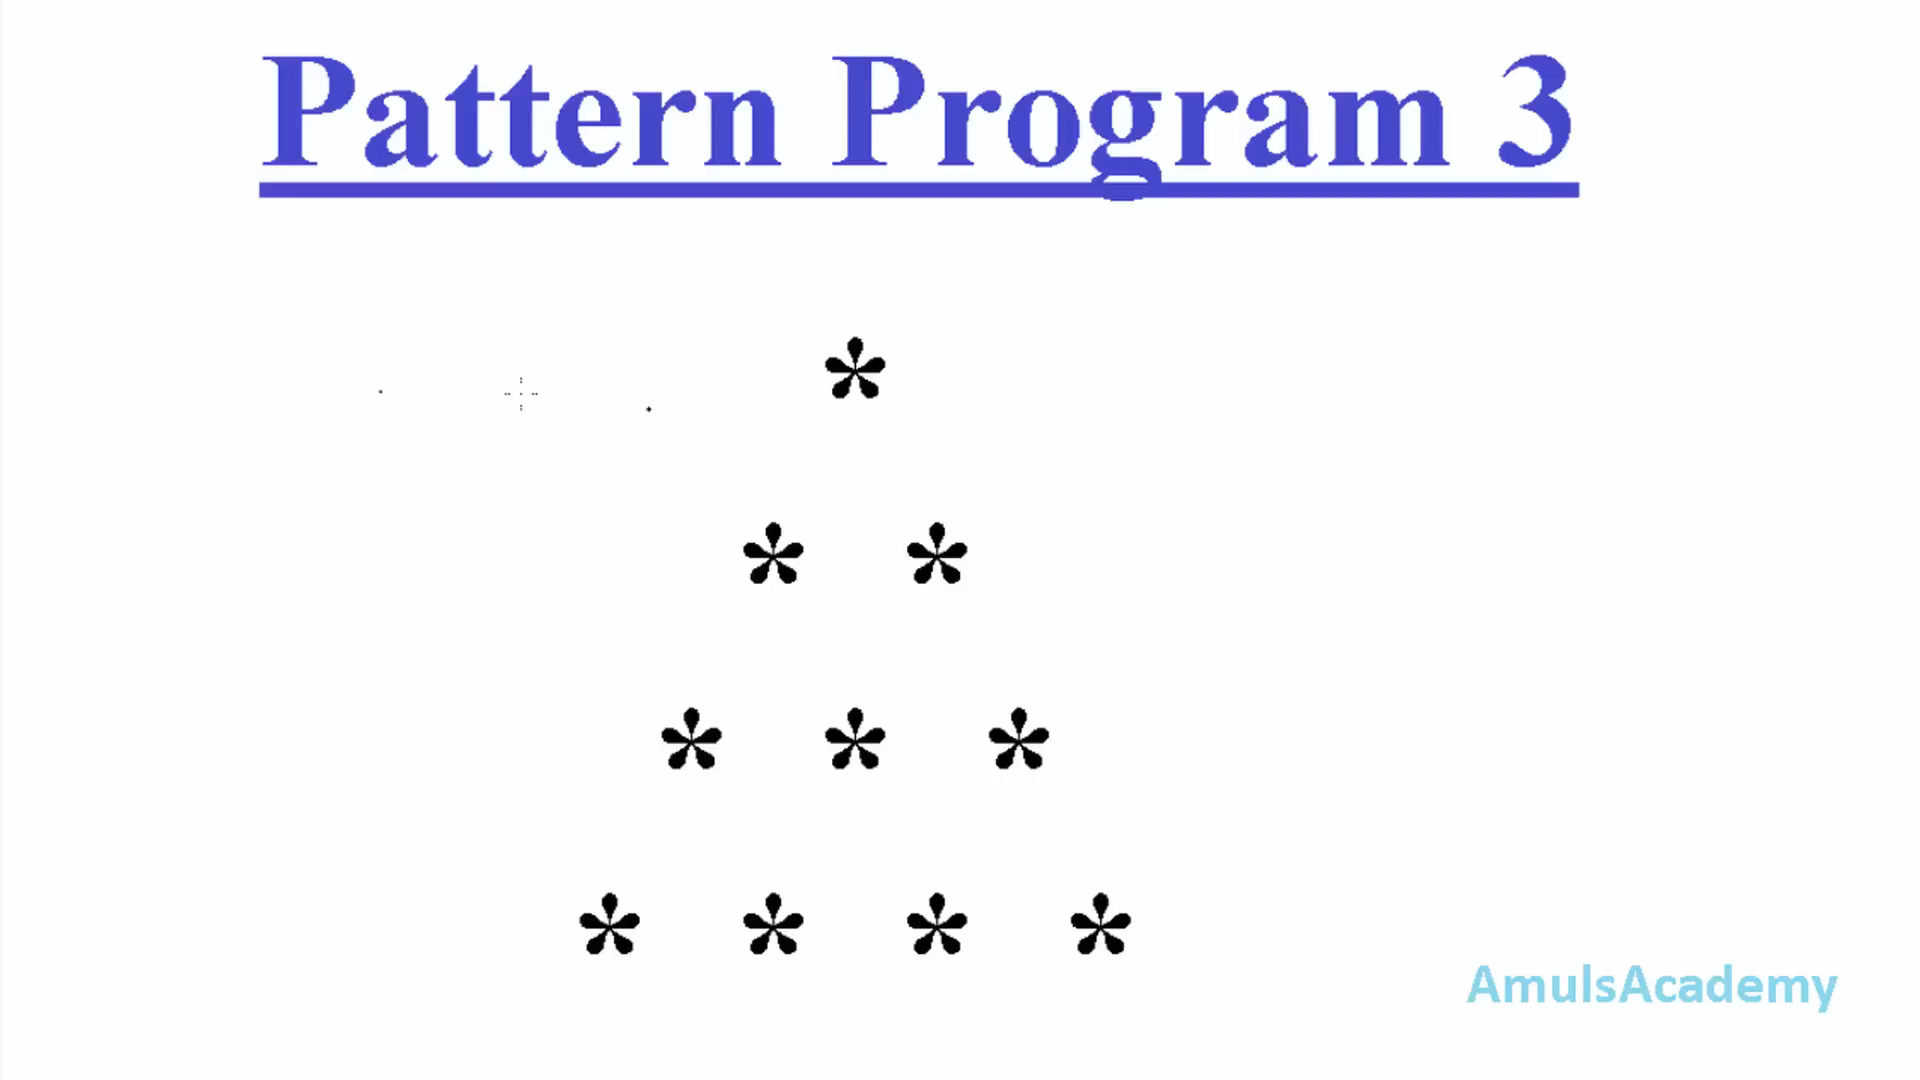 Pattern Program 3
*
* *
* * *
* * * *
AmulsAcademy